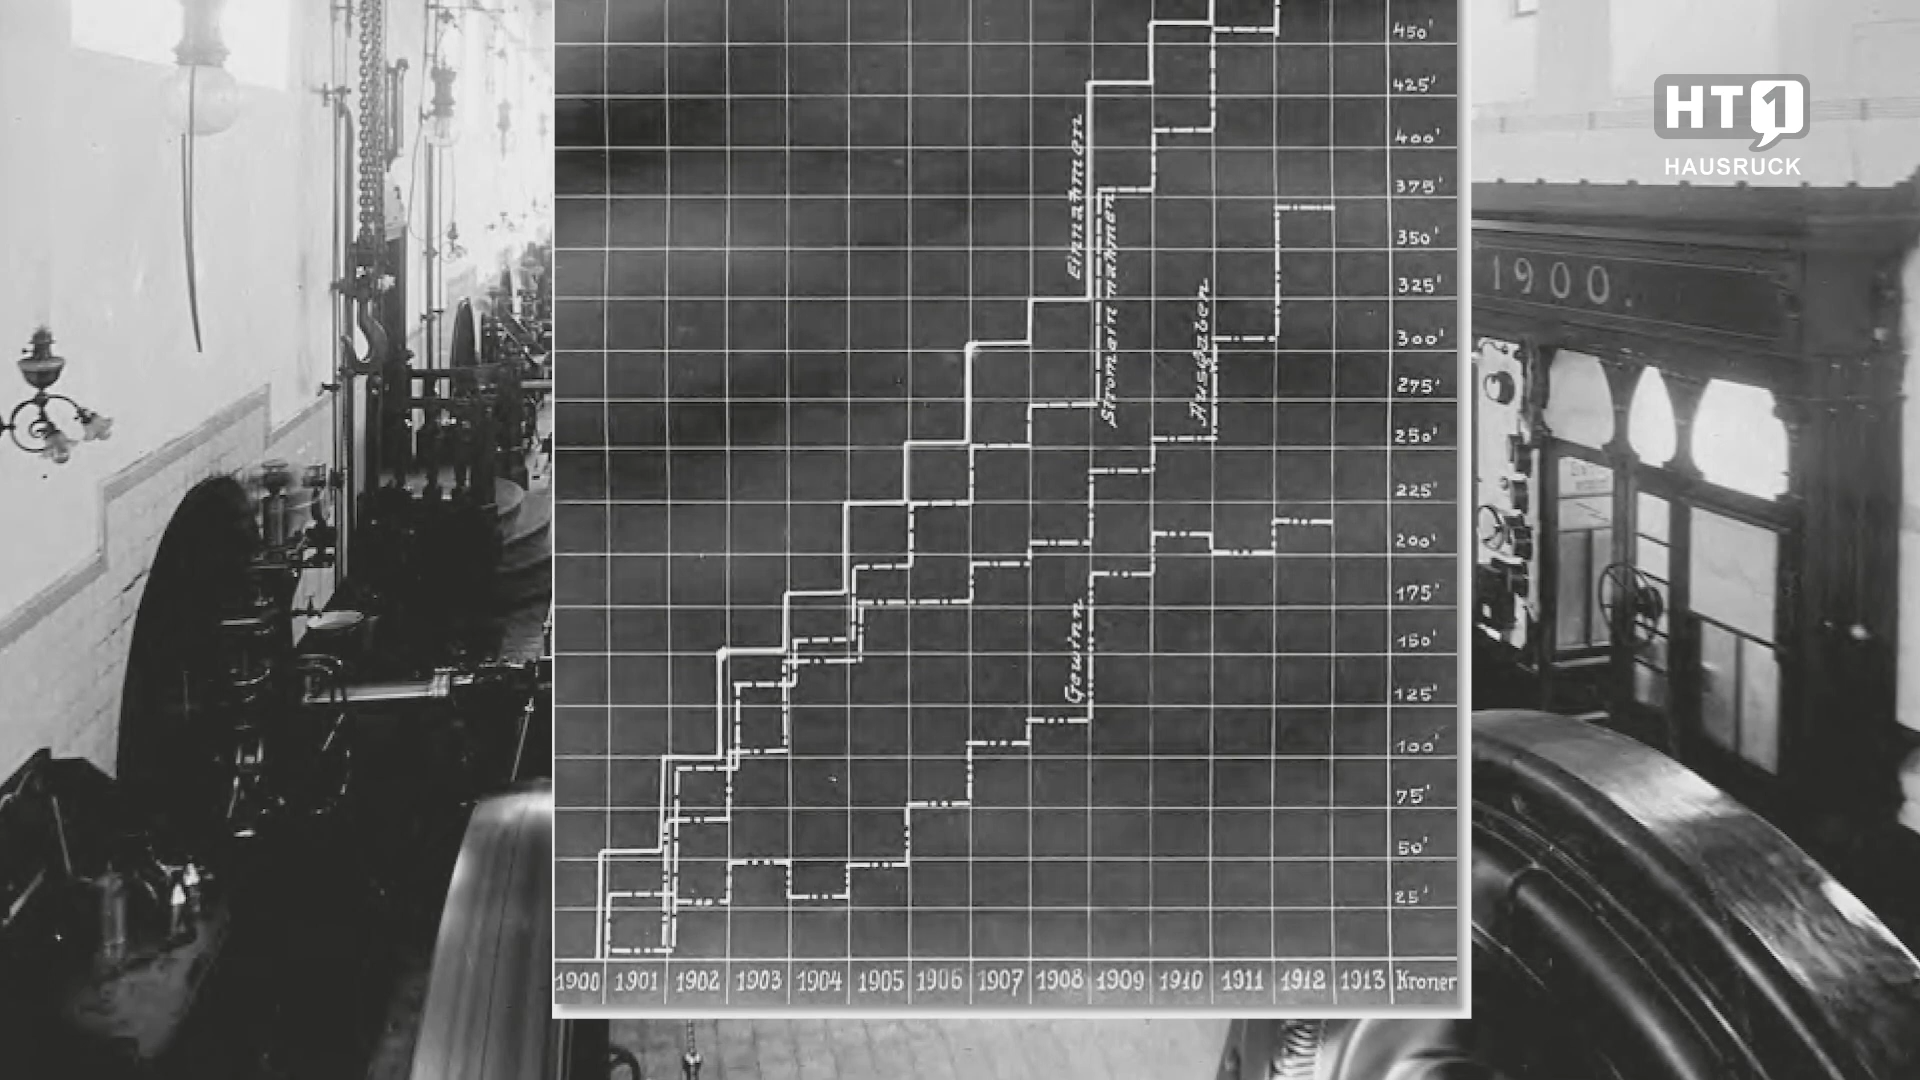 450'
425'
400'
375'
350'
325'
300'
275'
250'
225'
200'
175'
150'
125'
100'
75'
50'
25'
Einnahmen
Stromeinnahmen
Ausgaben
Gewinn
1900 1901 1902 1903 1904 1905 1906 1907 1908 1909 1910 1911 1912 1913 Kronen
1900.
HT1
HAUSRUCK